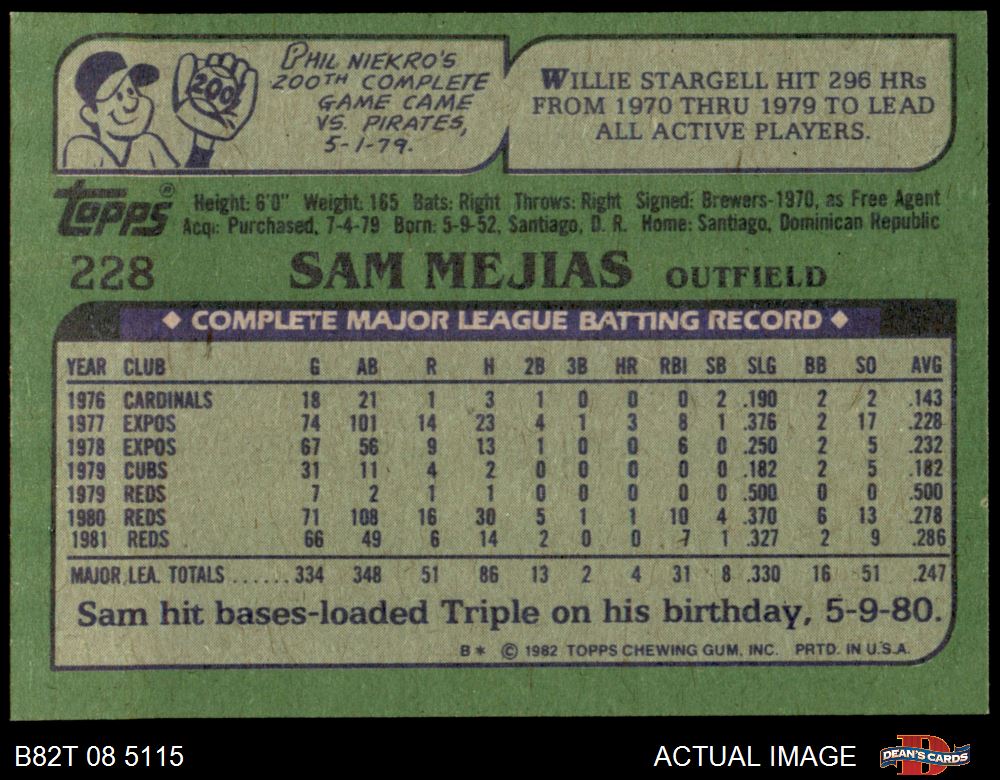 PHIL NIEKRO'S
200TH COMPLETE
GAME CAME
VS. PIRATES,
5-1-79.
200
WILLIE STARGELL HIT 296 HRs
FROM 1970 THRU 1979 TO LEAD
ALL ACTIVE PLAYERS.
Topps®
Height: 6'0" Weight: 165 Bats: Right Throws: Right Signed: Brewers-1970, as Free Agent
Acq: Purchased, 7-4-79 Born: 5-9-52, Santiago, D. R. Home: Santiago, Dominican Republic
228 SAM MEJIAS OUTFIELD
◆ COMPLETE MAJOR LEAGUE BATTING RECORD ◆
YEAR CLUB G AB R H 2B 3B HR RBI SB SLG BB SO AVG
1976 CARDINALS 18 21 1 3 1 0 0 0 2 .190 2 2 .143
1977 EXPOS 74 101 14 23 4 1 3 8 1 .376 2 17 .228
1978 EXPOS 67 56 9 13 1 0 0 6 0 .250 2 5 .232
1979 CUBS 31 11 4 2 0 0 0 0 0 .182 2 5 .182
1979 REDS 7 2 1 1 0 0 0 0 0 .500 0 0 .500
1980 REDS 71 108 16 30 5 1 1 10 4 .370 6 13 .278
1981 REDS 66 49 6 14 2 0 0 7 1 .327 2 9 .286
MAJOR LEA. TOTALS ...... 334 348 51 86 13 2 4 31 8 .330 16 51 .247
Sam hit bases-loaded Triple on his birthday, 5-9-80.
B* © 1982 TOPPS CHEWING GUM, INC. PRTD. IN U.S.A.
B82T 08 5115 ACTUAL IMAGE DEAN'S CARDS